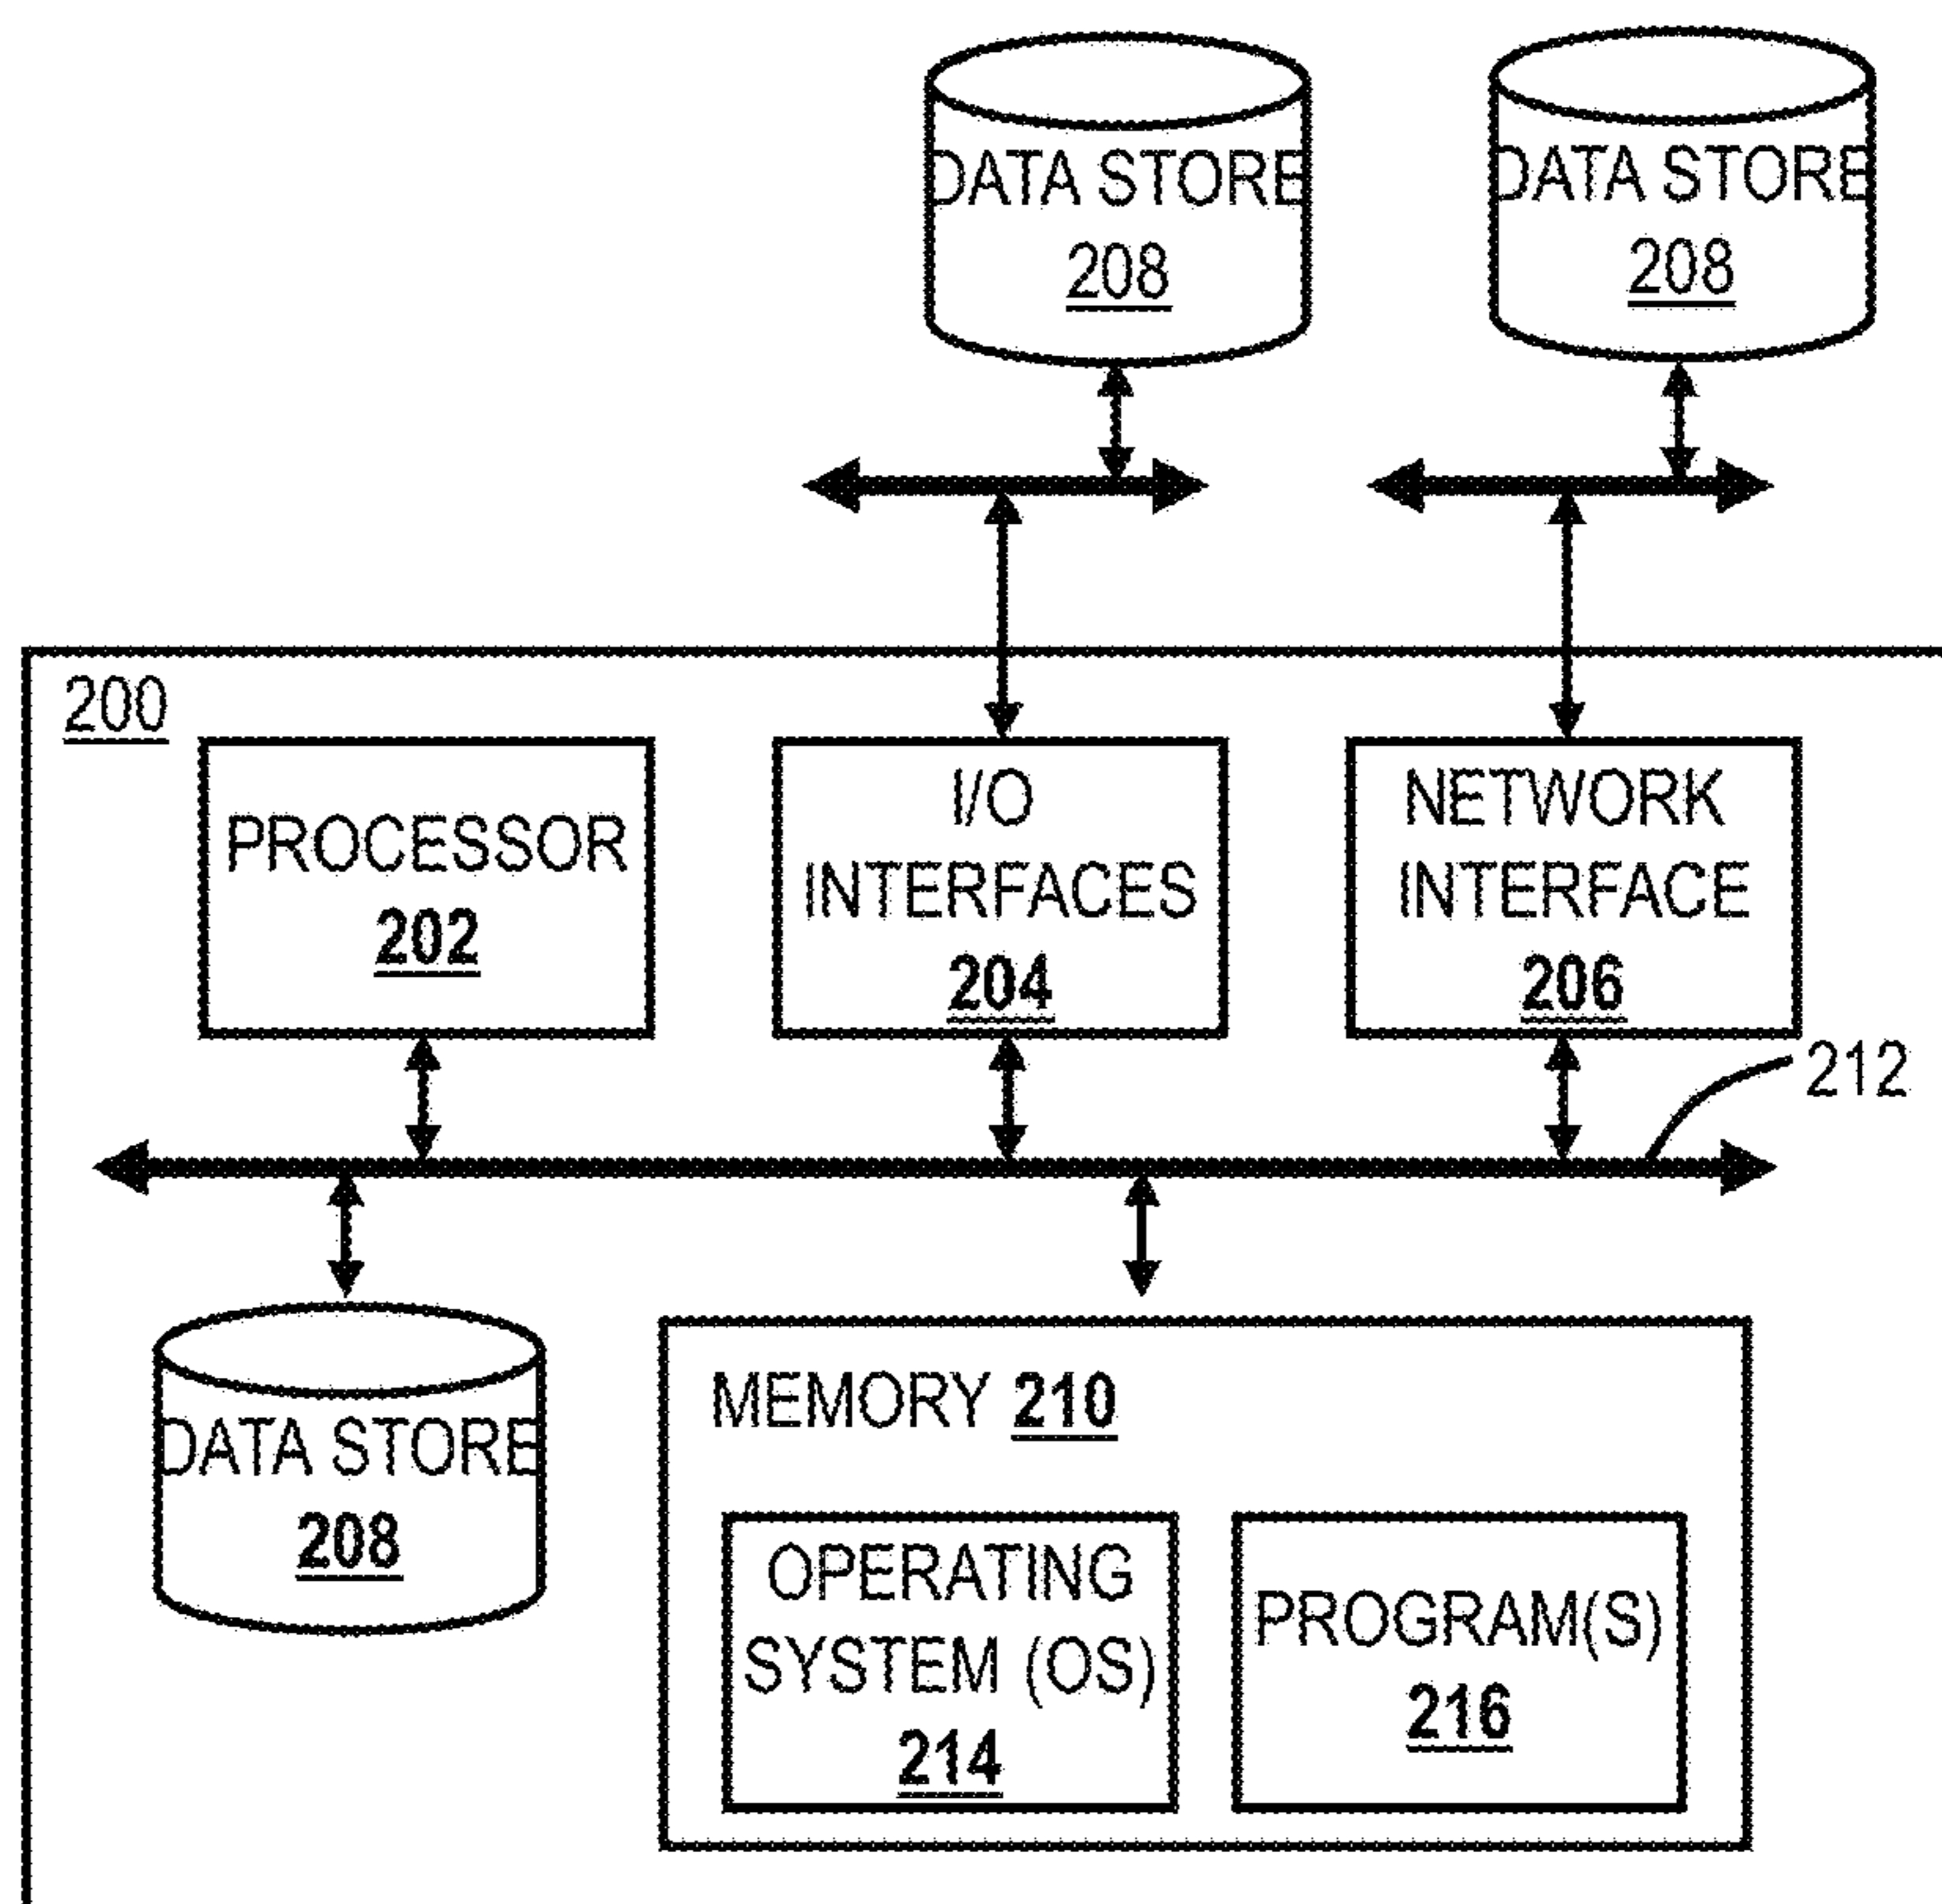 DATA STORE
208
DATA STORE
208
200
PROCESSOR
202
I/O
INTERFACES
204
NETWORK
INTERFACE
206
212
DATA STORE
208
MEMORY 210
OPERATING
SYSTEM (OS)
214
PROGRAM(S)
216